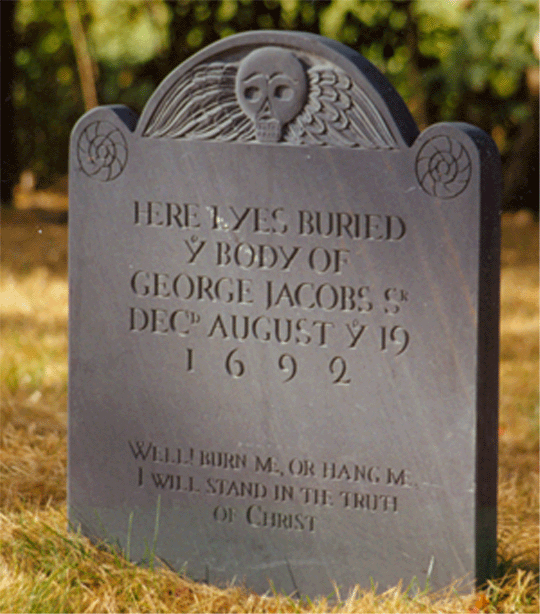 HERE LYES BURIED
Yͤ BODY OF
GEORGE JACOBS Sᴿ
DECᴰ AUGUST Yͤ 19
1692
WELL! BURN ME, OR HANG ME,
I WILL STAND IN THE TRUTH
OF CHRIST